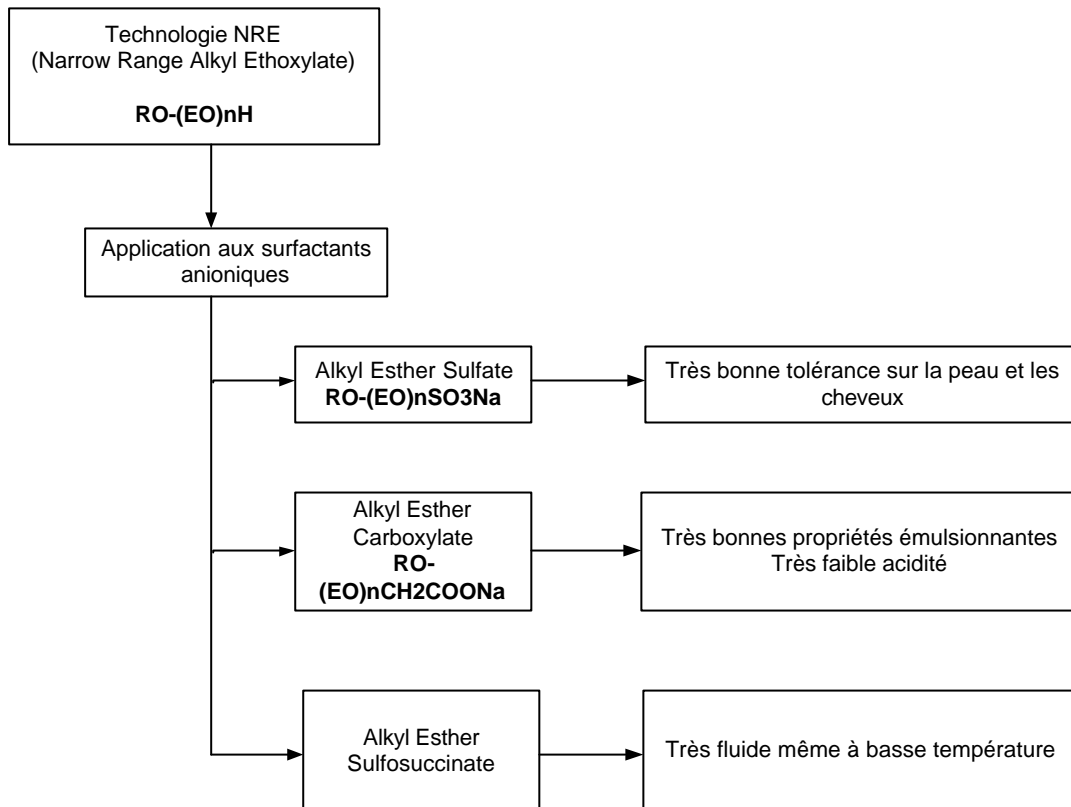 Technologie NRE
(Narrow Range Alkyl Ethoxylate)
RO-(EO)nH
Application aux surfactants
anioniques
Alkyl Esther Sulfate
RO-(EO)nSO3Na
Très bonne tolérance sur la peau et les
cheveux
Alkyl Esther
Carboxylate
RO-
(EO)nCH2COONa
Très bonnes propriétés émulsionnantes
Très faible acidité
Alkyl Esther
Sulfosuccinate
Très fluide même à basse température